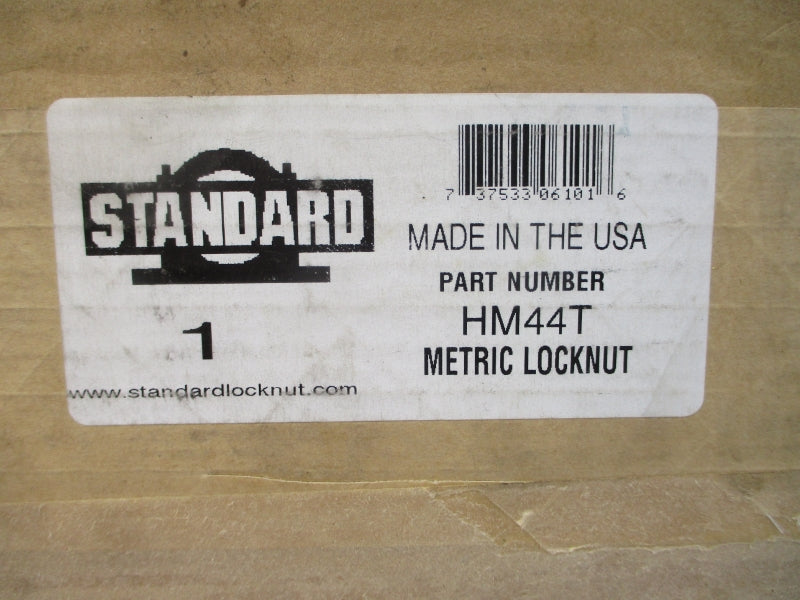 STANDARD
1
www.standardlocknut.com
7 37533 06101 6
MADE IN THE USA
PART NUMBER
HM44T
METRIC LOCKNUT